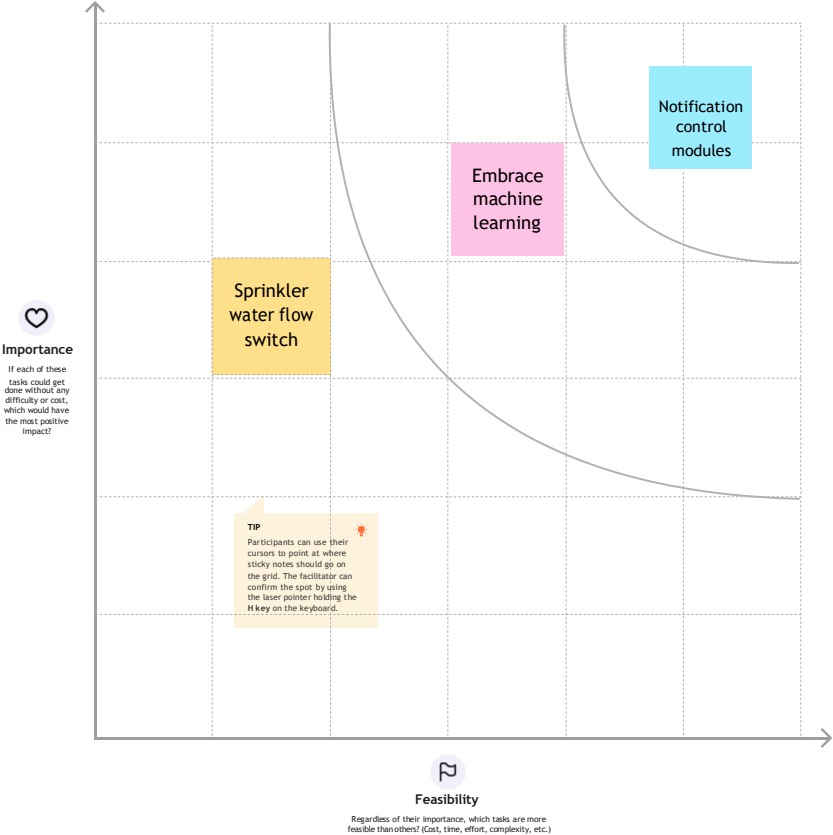 Notification
control
modules
Embrace
machine
learning
Sprinkler
water flow
switch
Importance
If each of these
tasks could get
done without any
difficulty or cost,
which would have
the most positive
impact?
TIP
Participants can use their
cursors to point at where
sticky notes should go on
the grid. The facilitator can
confirm the spot by using
the laser pointer holding the
H key on the keyboard.
Feasibility
Regardless of their importance, which tasks are more
feasible than others? (Cost, time, effort, complexity, etc.)